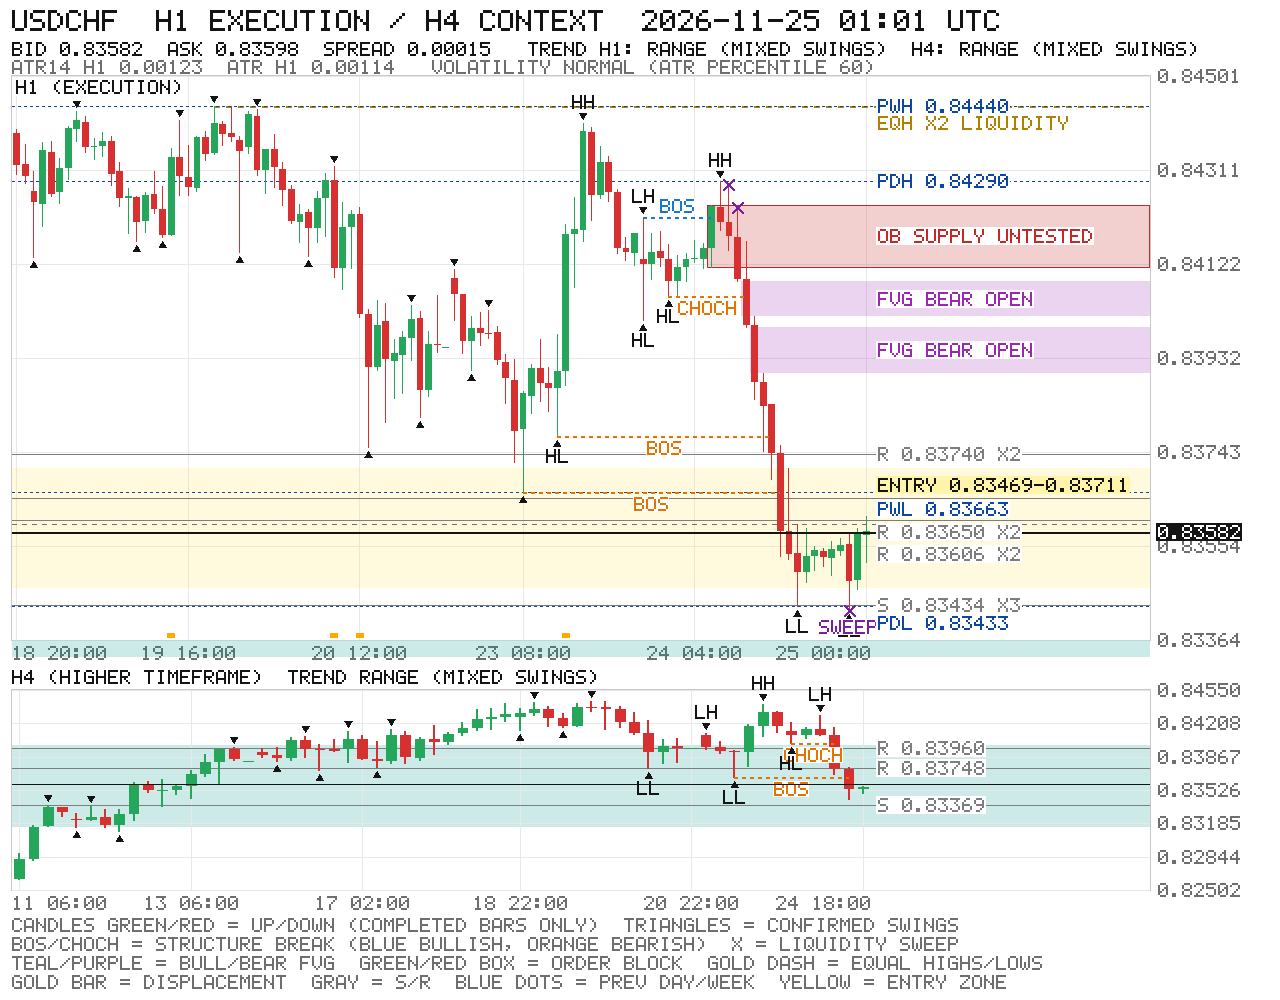 USDCHF H1 EXECUTION / H4 CONTEXT 2026-11-25 01:01 UTC
BID 0.83582 ASK 0.83598 SPREAD 0.00015 TREND H1: RANGE (MIXED SWINGS) H4: RANGE (MIXED SWINGS)
ATR14 H1 0.00123 ATR H1 0.00114 VOLATILITY NORMAL (ATR PERCENTILE 60)
H1 (EXECUTION)
0.84501
HH
PWH 0.84440
EQH X2 LIQUIDITY
HH
0.84311
PDH 0.84290
LH
BOS
OB SUPPLY UNTESTED
0.84122
FVG BEAR OPEN
HL
CHOCH
HL
FVG BEAR OPEN
0.83932
BOS
HL
R 0.83740 X2
0.83743
ENTRY 0.83469-0.83711
BOS
PWL 0.83663
R 0.83650 X2
0.83582
0.83554
R 0.83606 X2
S 0.83434 X3
LL
SWEEP
PDL 0.83433
0.83364
18 20:00 19 16:00 20 12:00 23 08:00 24 04:00 25 00:00
H4 (HIGHER TIMEFRAME) TREND RANGE (MIXED SWINGS)
HH
0.84550
LH
LH
0.84208
R 0.83960
CHOCH
0.83867
HL
R 0.83748
LL
BOS
0.83526
LL
S 0.83369
0.83185
0.82844
0.82502
11 06:00 13 06:00 17 02:00 18 22:00 20 22:00 24 18:00
CANDLES GREEN/RED = UP/DOWN (COMPLETED BARS ONLY) TRIANGLES = CONFIRMED SWINGS
BOS/CHOCH = STRUCTURE BREAK (BLUE BULLISH, ORANGE BEARISH) X = LIQUIDITY SWEEP
TEAL/PURPLE = BULL/BEAR FVG GREEN/RED BOX = ORDER BLOCK GOLD DASH = EQUAL HIGHS/LOWS
GOLD BAR = DISPLACEMENT GRAY = S/R BLUE DOTS = PREV DAY/WEEK YELLOW = ENTRY ZONE